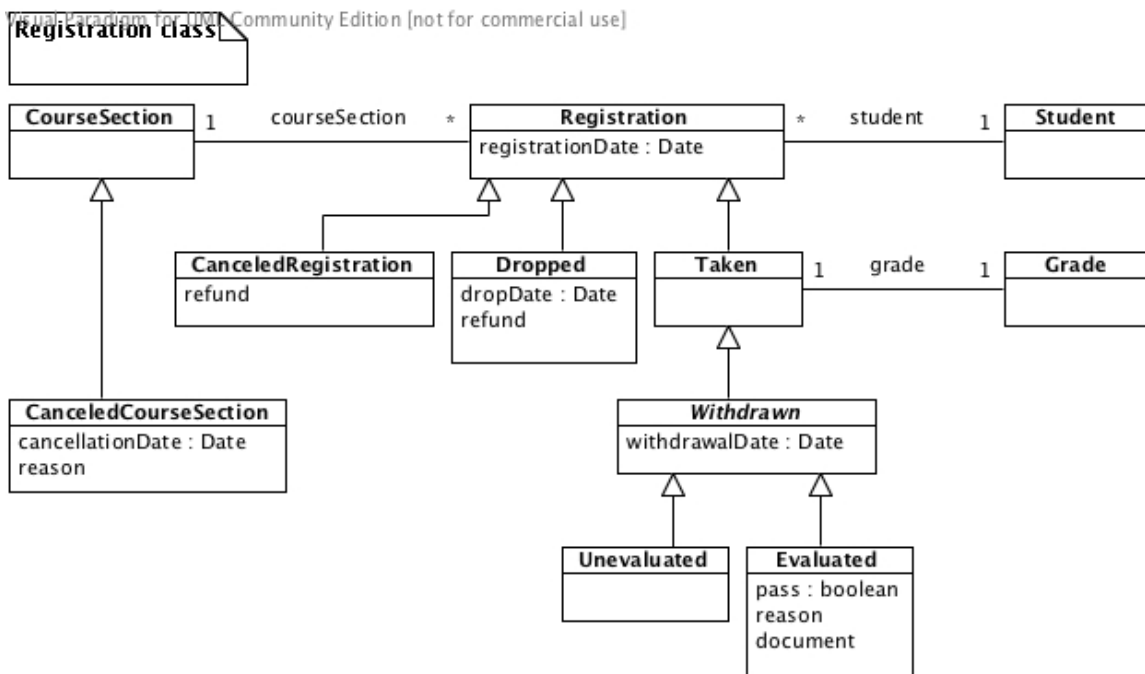 Visual Paradigm for UML Community Edition [not for commercial use]
Registration class
CourseSection
1 courseSection *
Registration
registrationDate : Date
* student 1
Student
CanceledRegistration
refund
Dropped
dropDate : Date
refund
Taken
1 grade 1
Grade
CanceledCourseSection
cancellationDate : Date
reason
Withdrawn
withdrawalDate : Date
Unevaluated
Evaluated
pass : boolean
reason
document